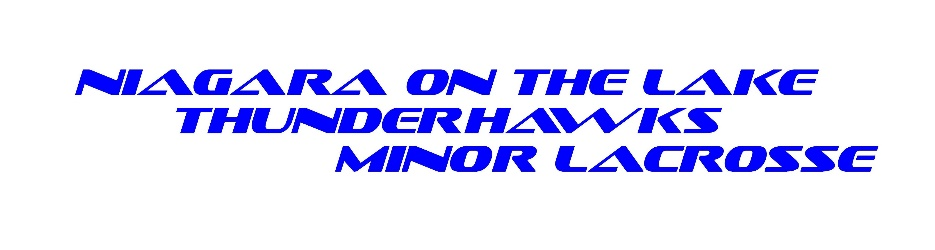 NIAGARA ON THE LAKE
THUNDERHAWKS
MINOR LACROSSE